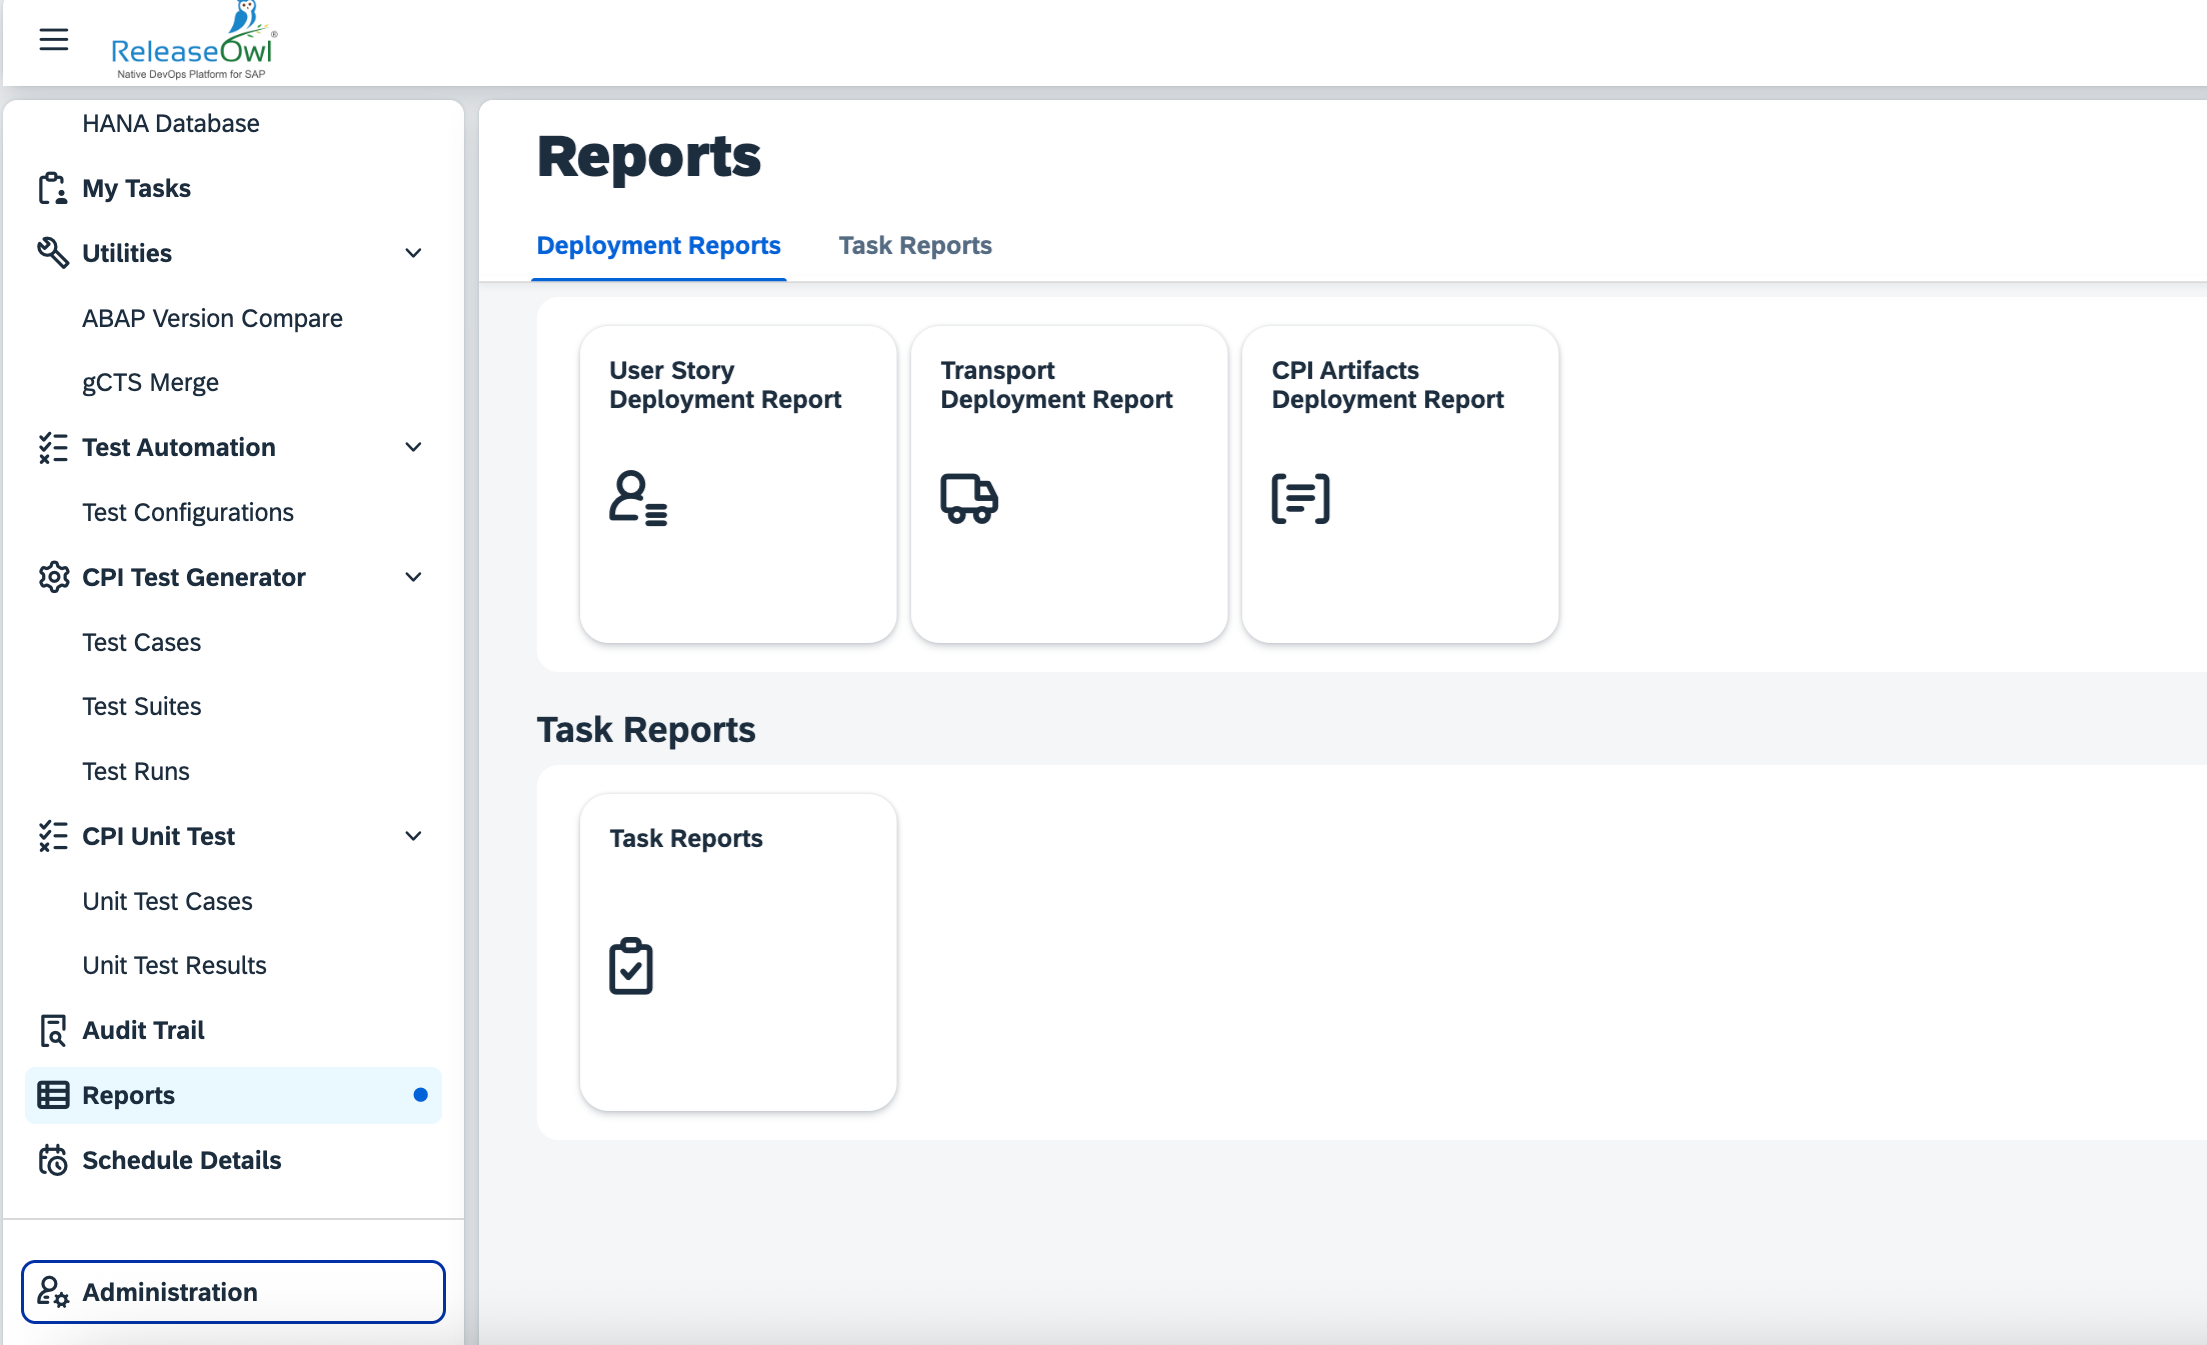 ReleaseOwl®
Native DevOps Platform for SAP
HANA Database
My Tasks
Utilities
ABAP Version Compare
gCTS Merge
Test Automation
Test Configurations
CPI Test Generator
Test Cases
Test Suites
Test Runs
CPI Unit Test
Unit Test Cases
Unit Test Results
Audit Trail
Reports
Schedule Details
Administration
Reports
Deployment Reports
Task Reports
User Story
Deployment Report
Transport
Deployment Report
CPI Artifacts
Deployment Report
Task Reports
Task Reports